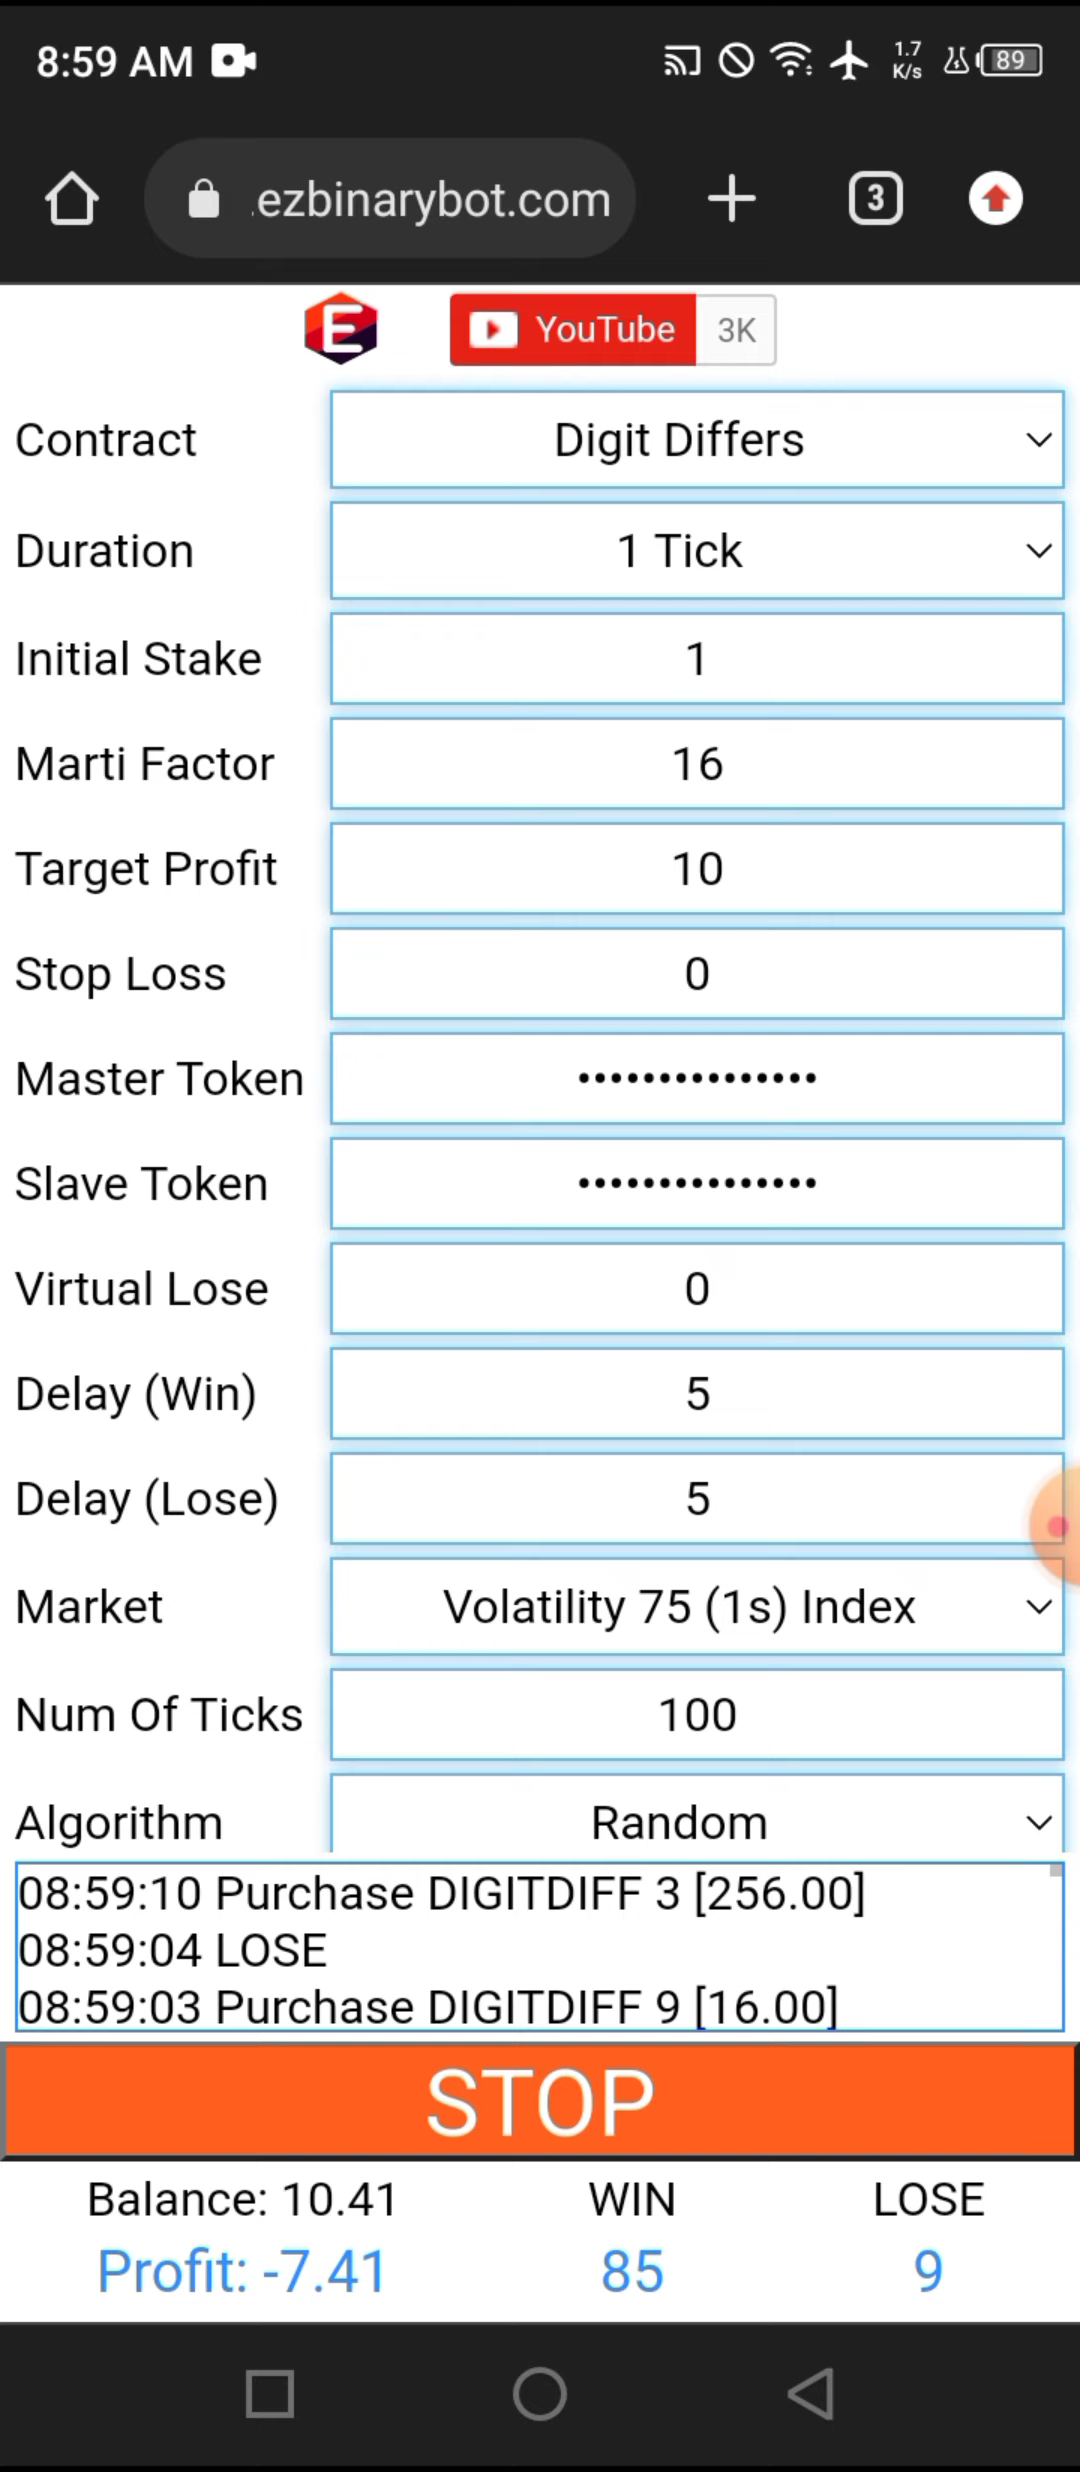 8:59 AM 1.7 K/s 89
.ezbinarybot.com 3
E YouTube 3K
Contract Digit Differs
Duration 1 Tick
Initial Stake 1
Marti Factor 16
Target Profit 10
Stop Loss 0
Master Token •••••••••••••••
Slave Token •••••••••••••••
Virtual Lose 0
Delay (Win) 5
Delay (Lose) 5
Market Volatility 75 (1s) Index
Num Of Ticks 100
Algorithm Random
08:59:10 Purchase DIGITDIFF 3 [256.00]
08:59:04 LOSE
08:59:03 Purchase DIGITDIFF 9 [16.00]
STOP
Balance: 10.41 WIN LOSE
Profit: -7.41 85 9